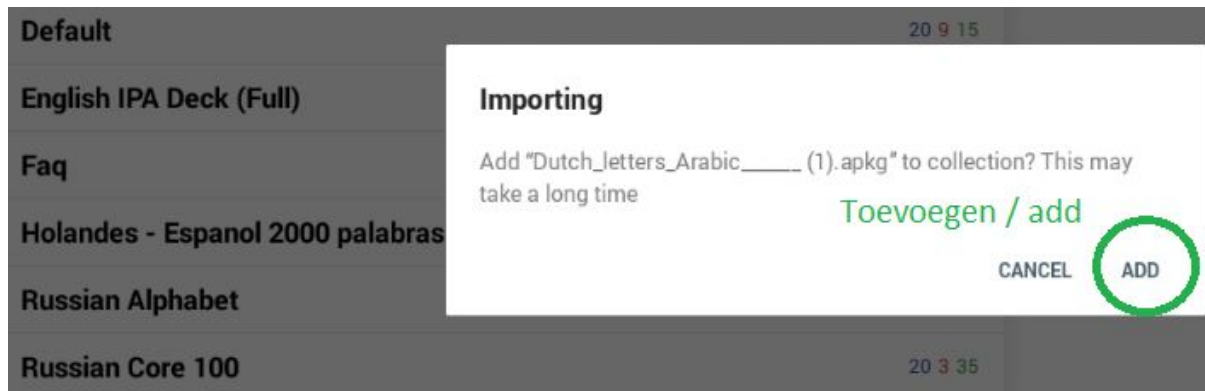 Default 20 9 15
English IPA Deck (Full)
Importing
Faq
Add “Dutch_letters_Arabic______ (1).apkg” to collection? This may
take a long time
Toevoegen / add
Holandes - Espanol 2000 palabras
CANCEL ADD
Russian Alphabet
Russian Core 100 20 3 35